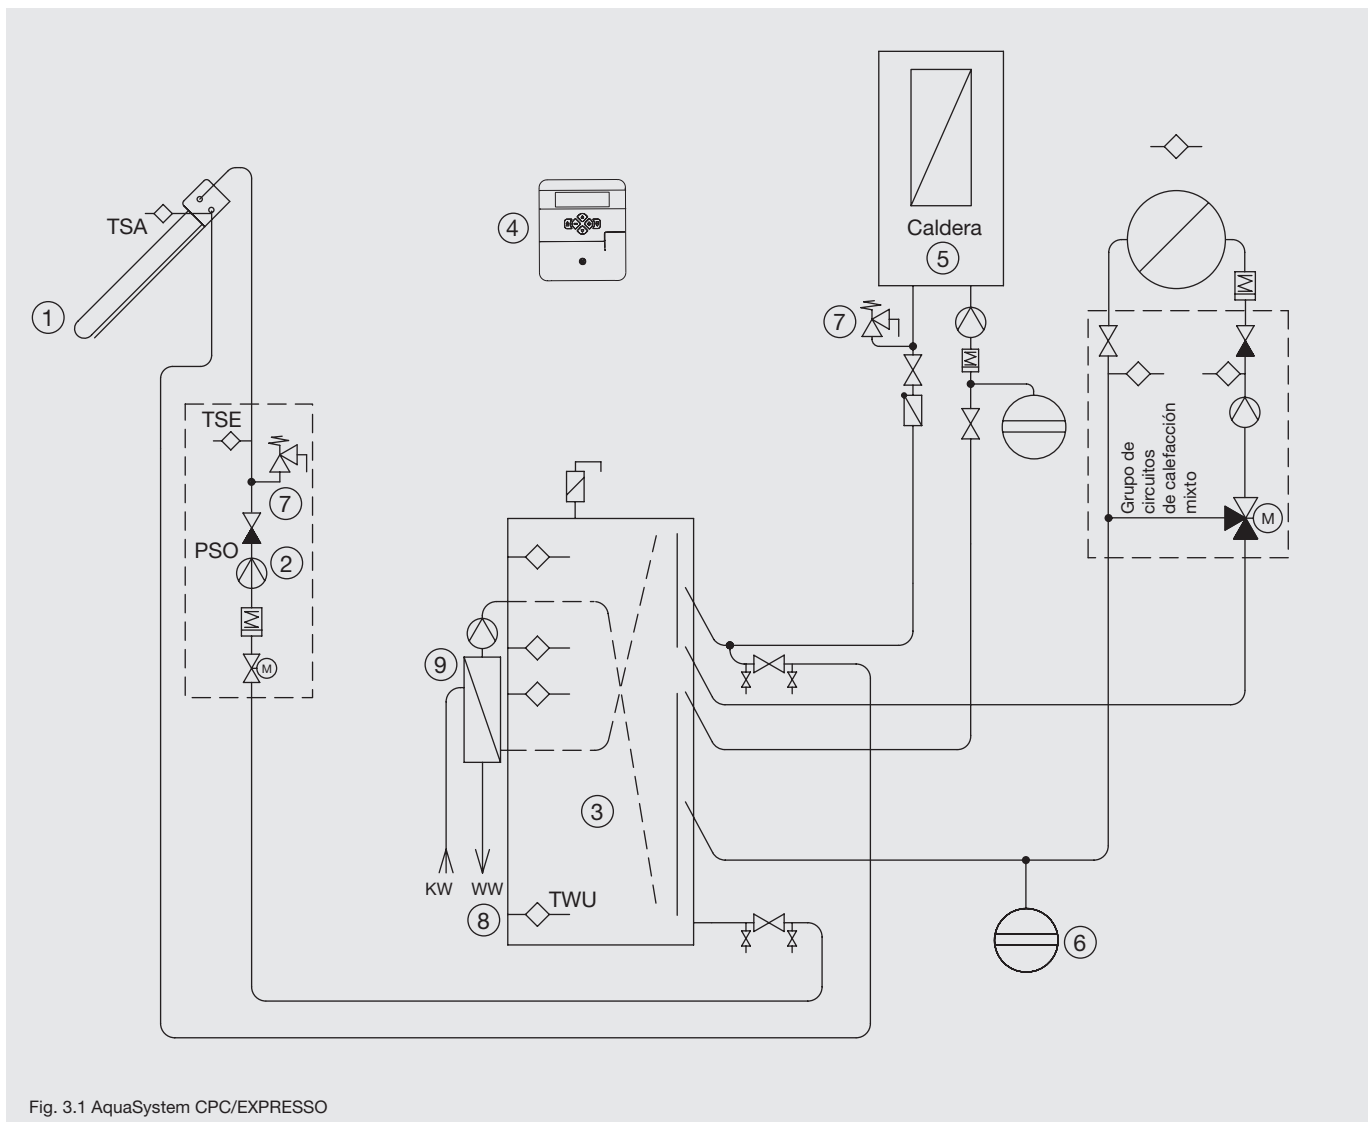 Caldera
5
4
TSA
1
7
TSE
7
PSO
2
M
Grupo de
circuitos
de calefacción
mixto
M
9
3
KW
WW
8
TWU
6
Fig. 3.1 AquaSystem CPC/EXPRESSO